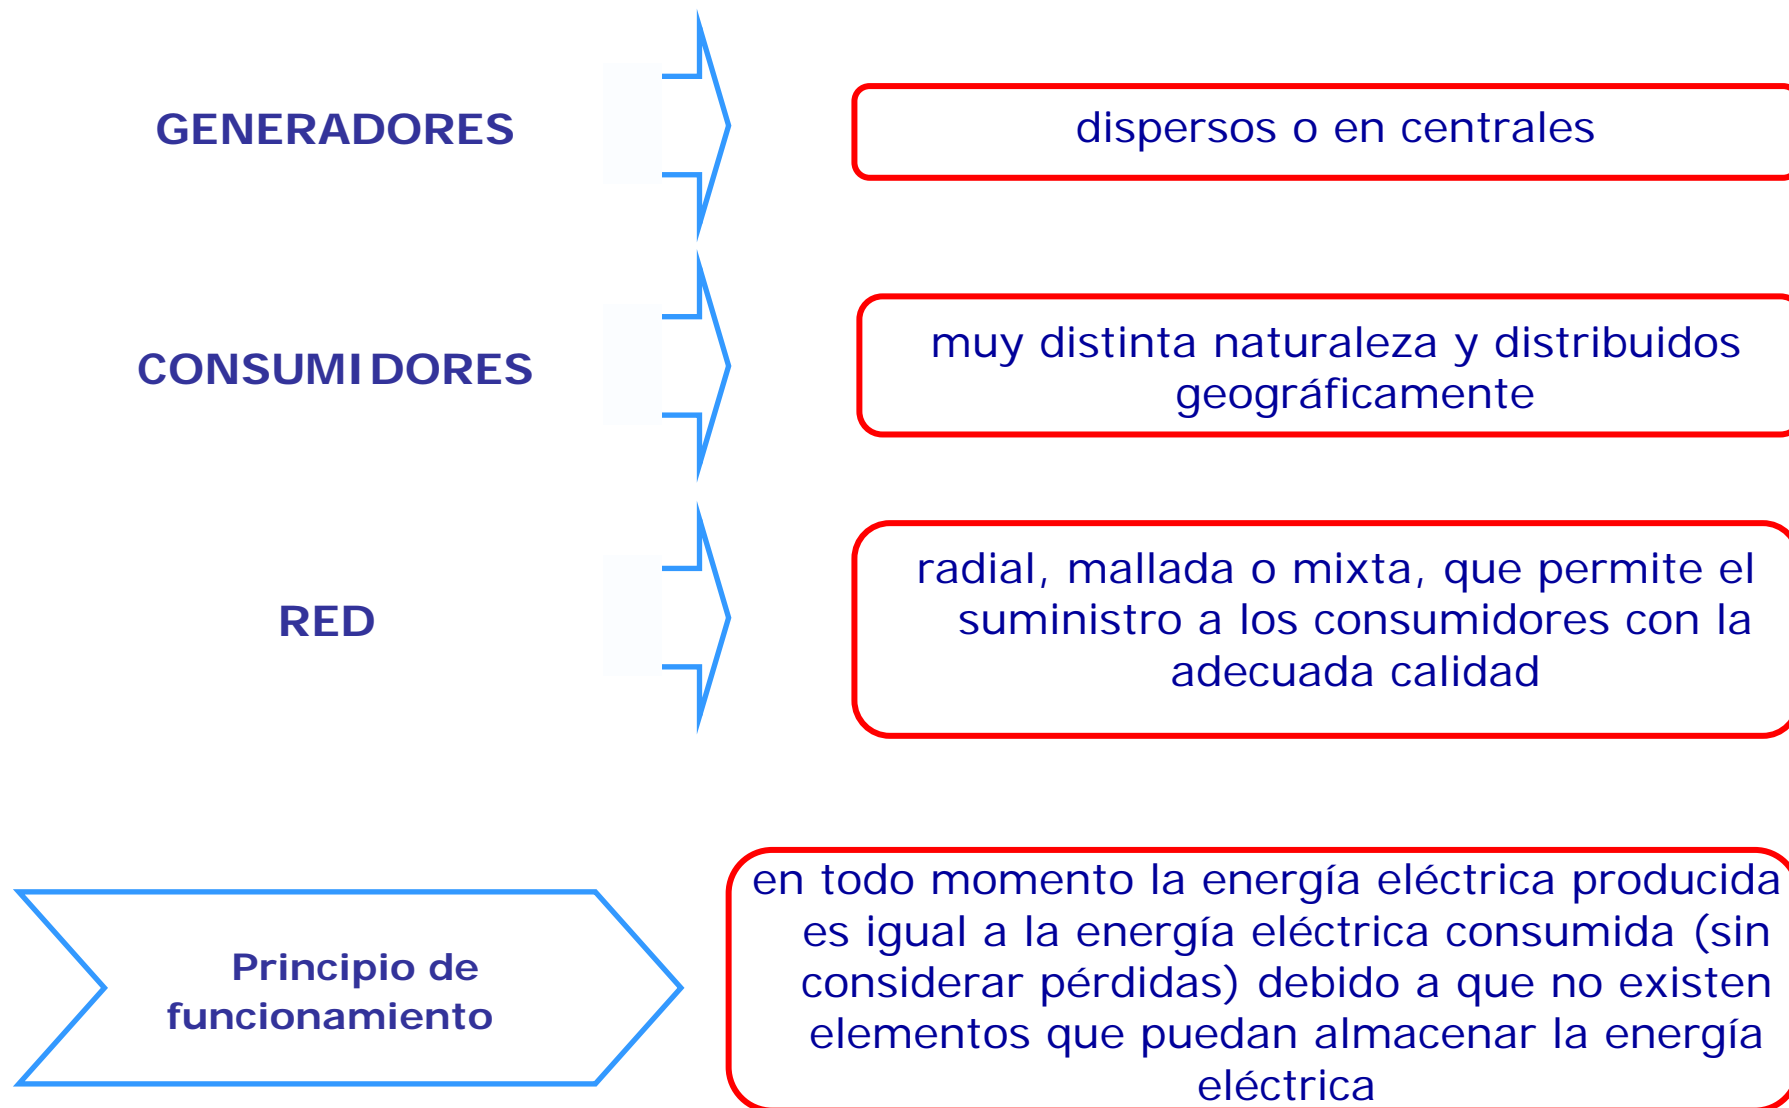 GENERADORES
dispersos o en centrales
CONSUMIDORES
muy distinta naturaleza y distribuidos
geográficamente
RED
radial, mallada o mixta, que permite el
suministro a los consumidores con la
adecuada calidad
Principio de
funcionamiento
en todo momento la energía eléctrica producida
es igual a la energía eléctrica consumida (sin
considerar pérdidas) debido a que no existen
elementos que puedan almacenar la energía
eléctrica